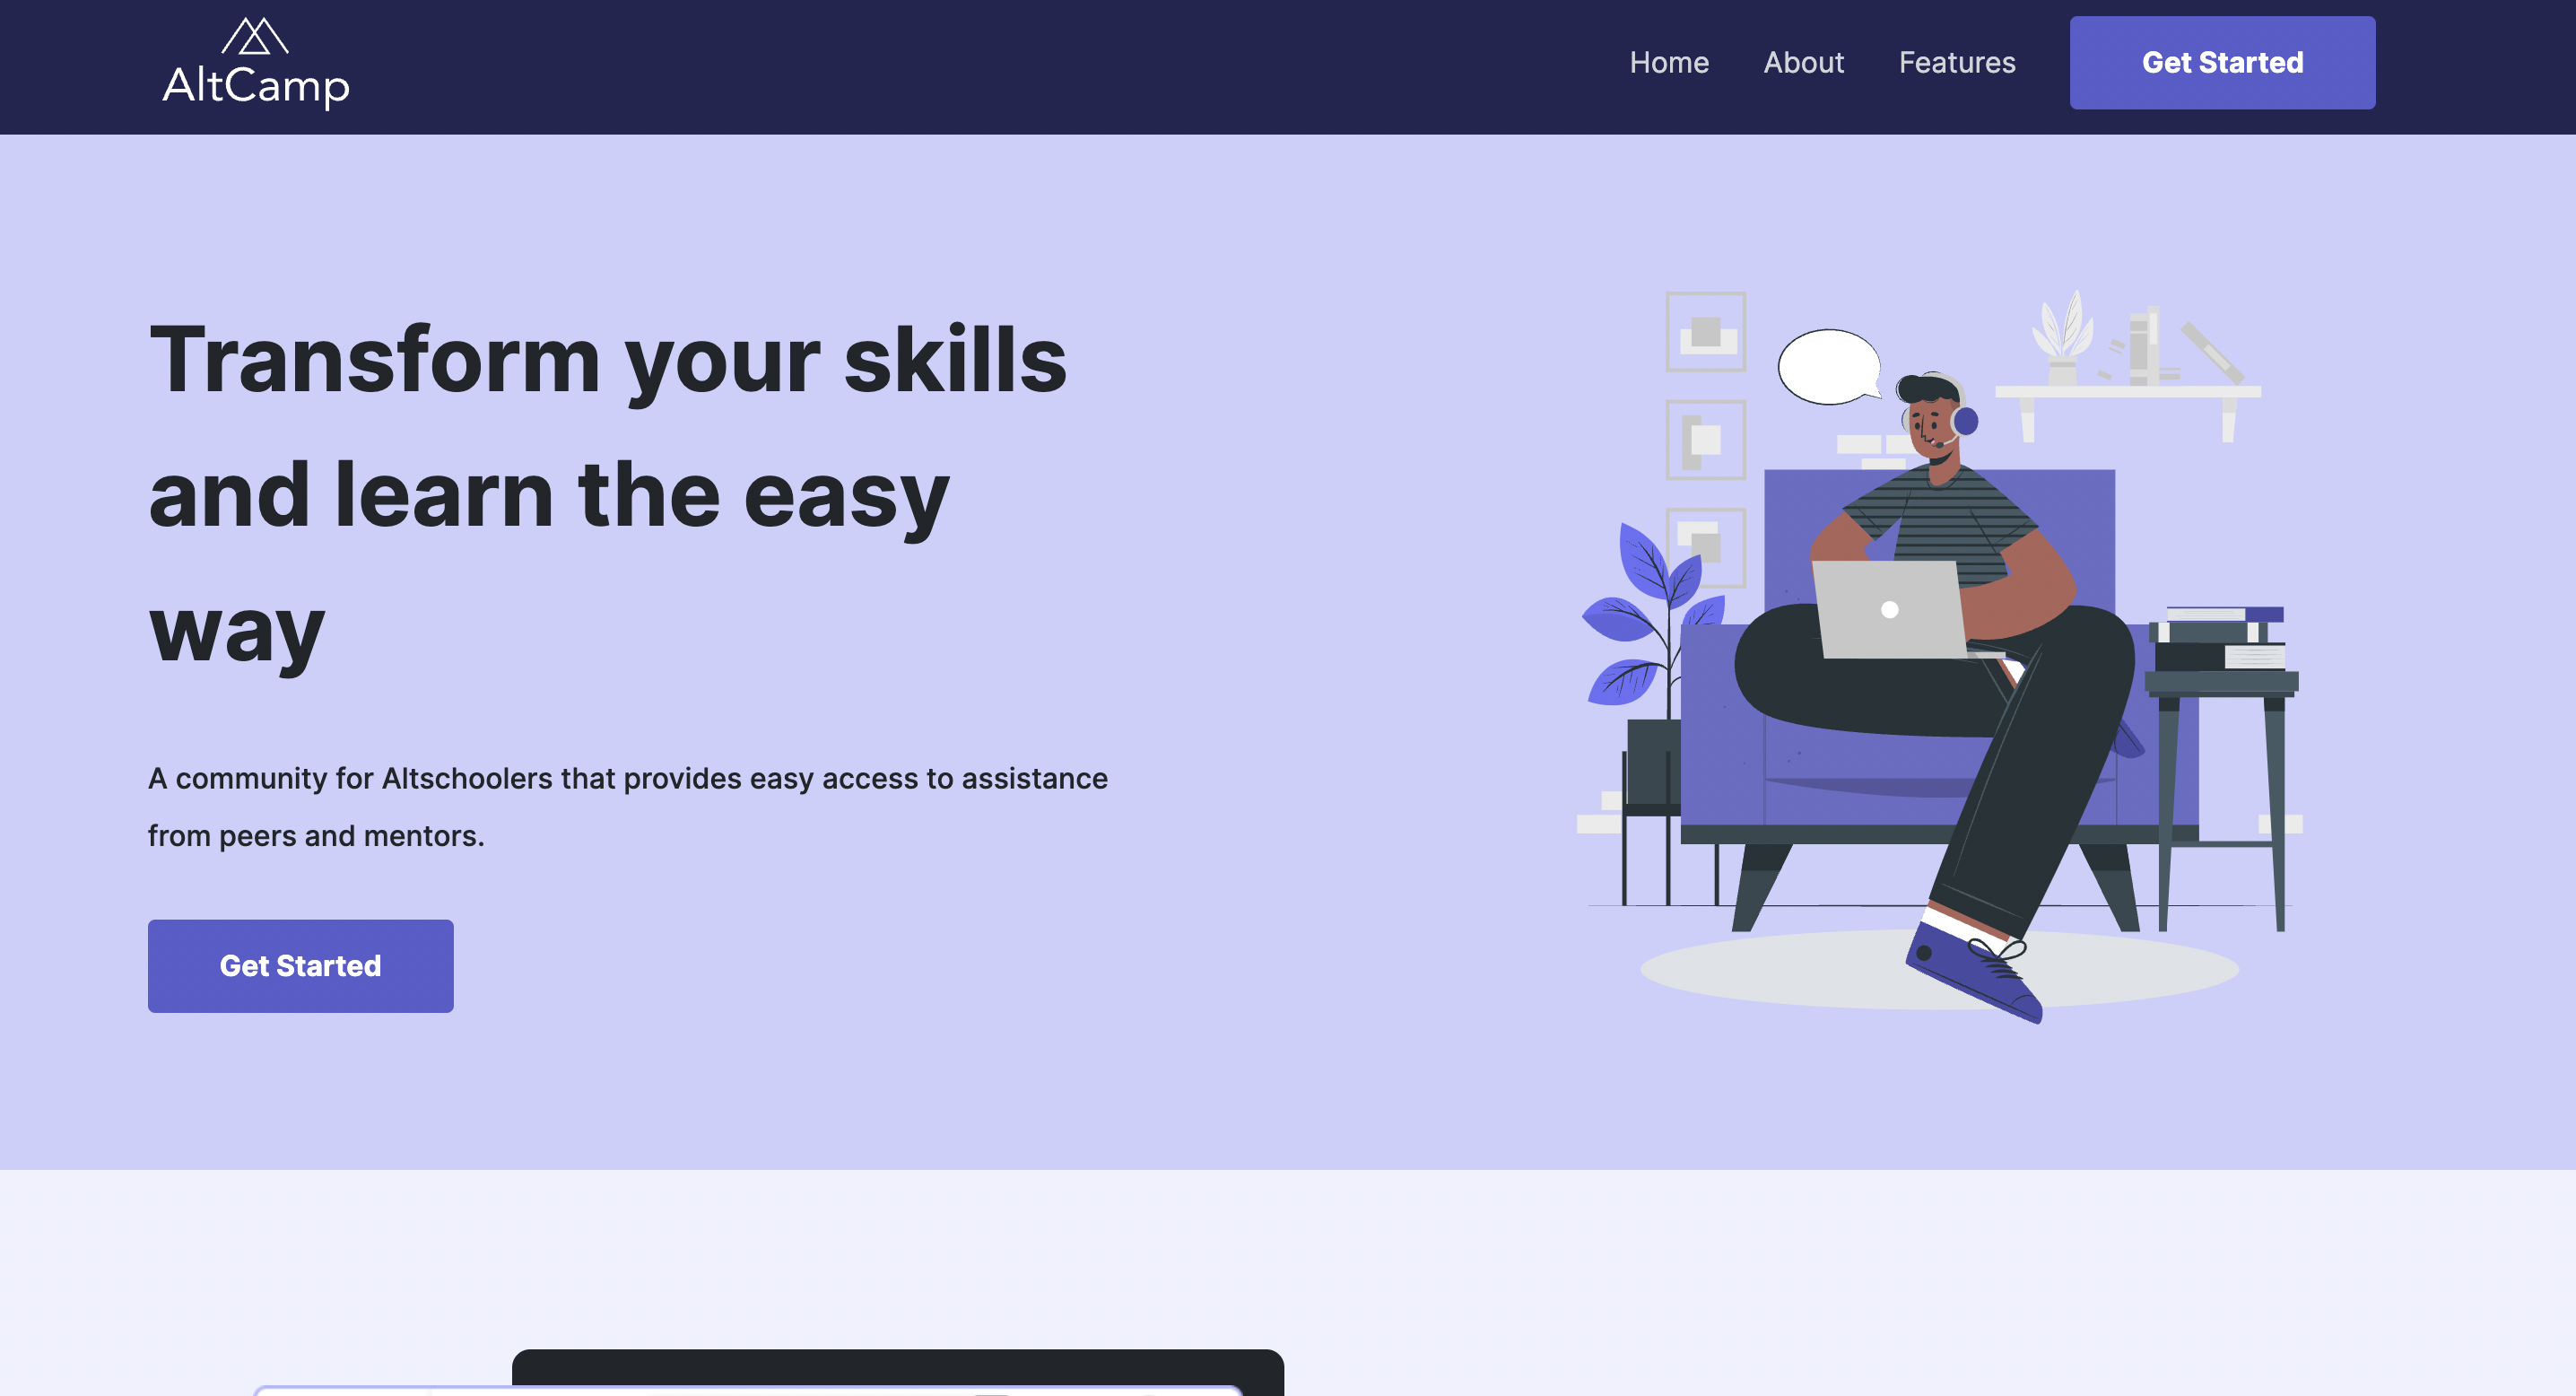 AltCamp
Home About Features Get Started
Transform your skills
and learn the easy
way
A community for Altschoolers that provides easy access to assistance
from peers and mentors.
Get Started